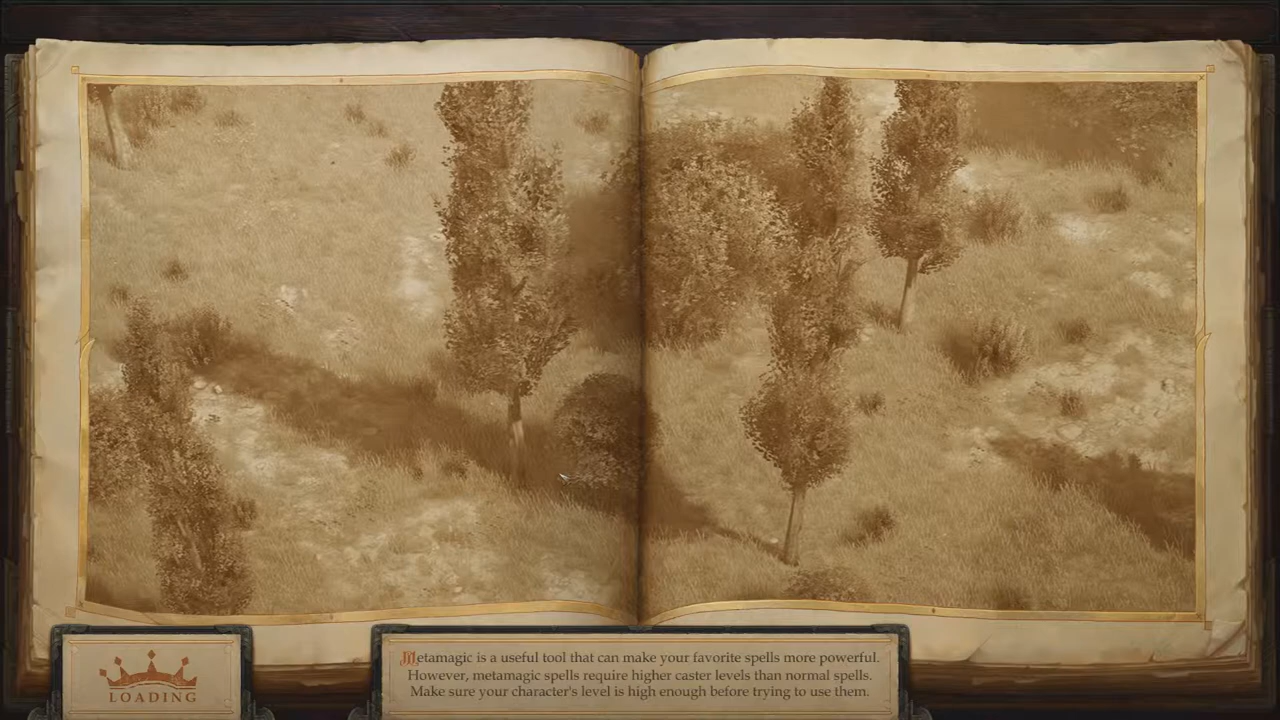 Metamagic is a useful tool that can make your favorite spells more powerful.
However, metamagic spells require higher caster levels than normal spells.
Make sure your character's level is high enough before trying to use them.
LOADING